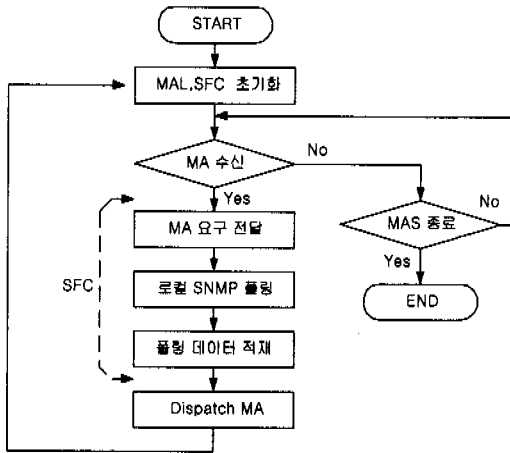 START
MAL,SFC 초기화
MA 수신
No
Yes
MA 요구 전달
MAS 종료
No
Yes
SFC
로컬 SNMP 폴링
END
폴링 데이터 적재
Dispatch MA